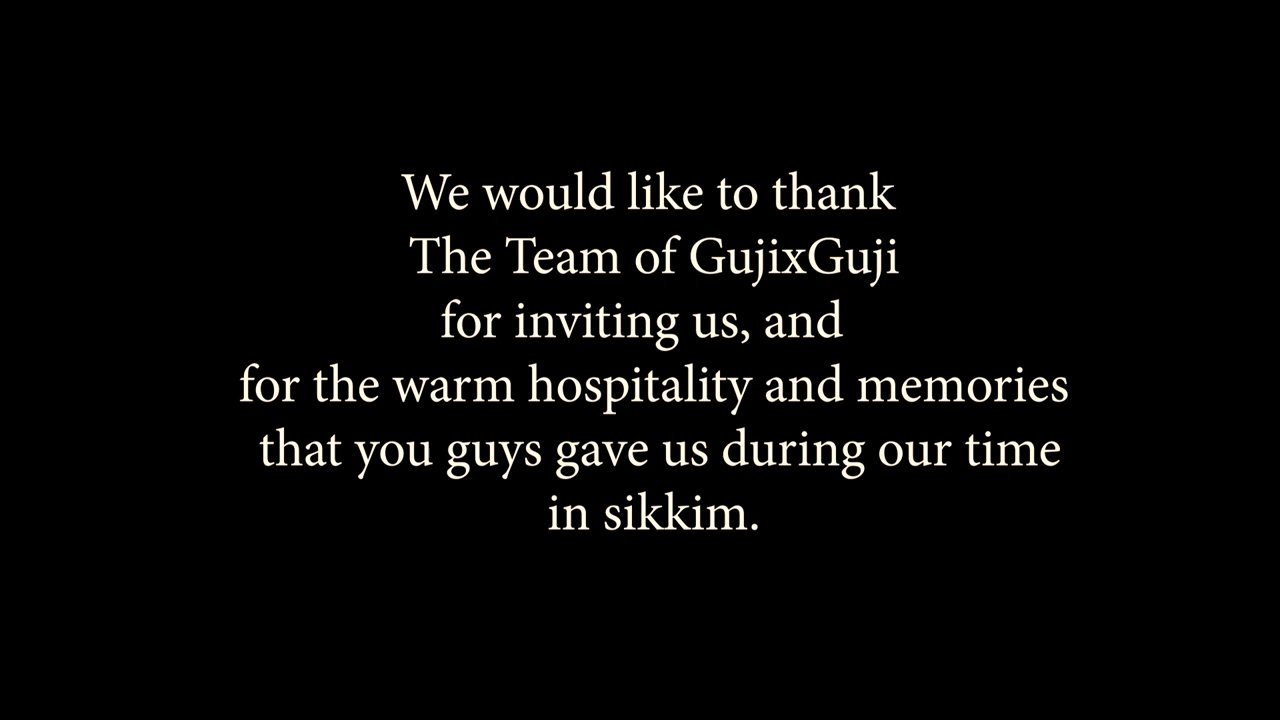 We would like to thank
The Team of GujixGuji
for inviting us, and
for the warm hospitality and memories
that you guys gave us during our time
in sikkim.